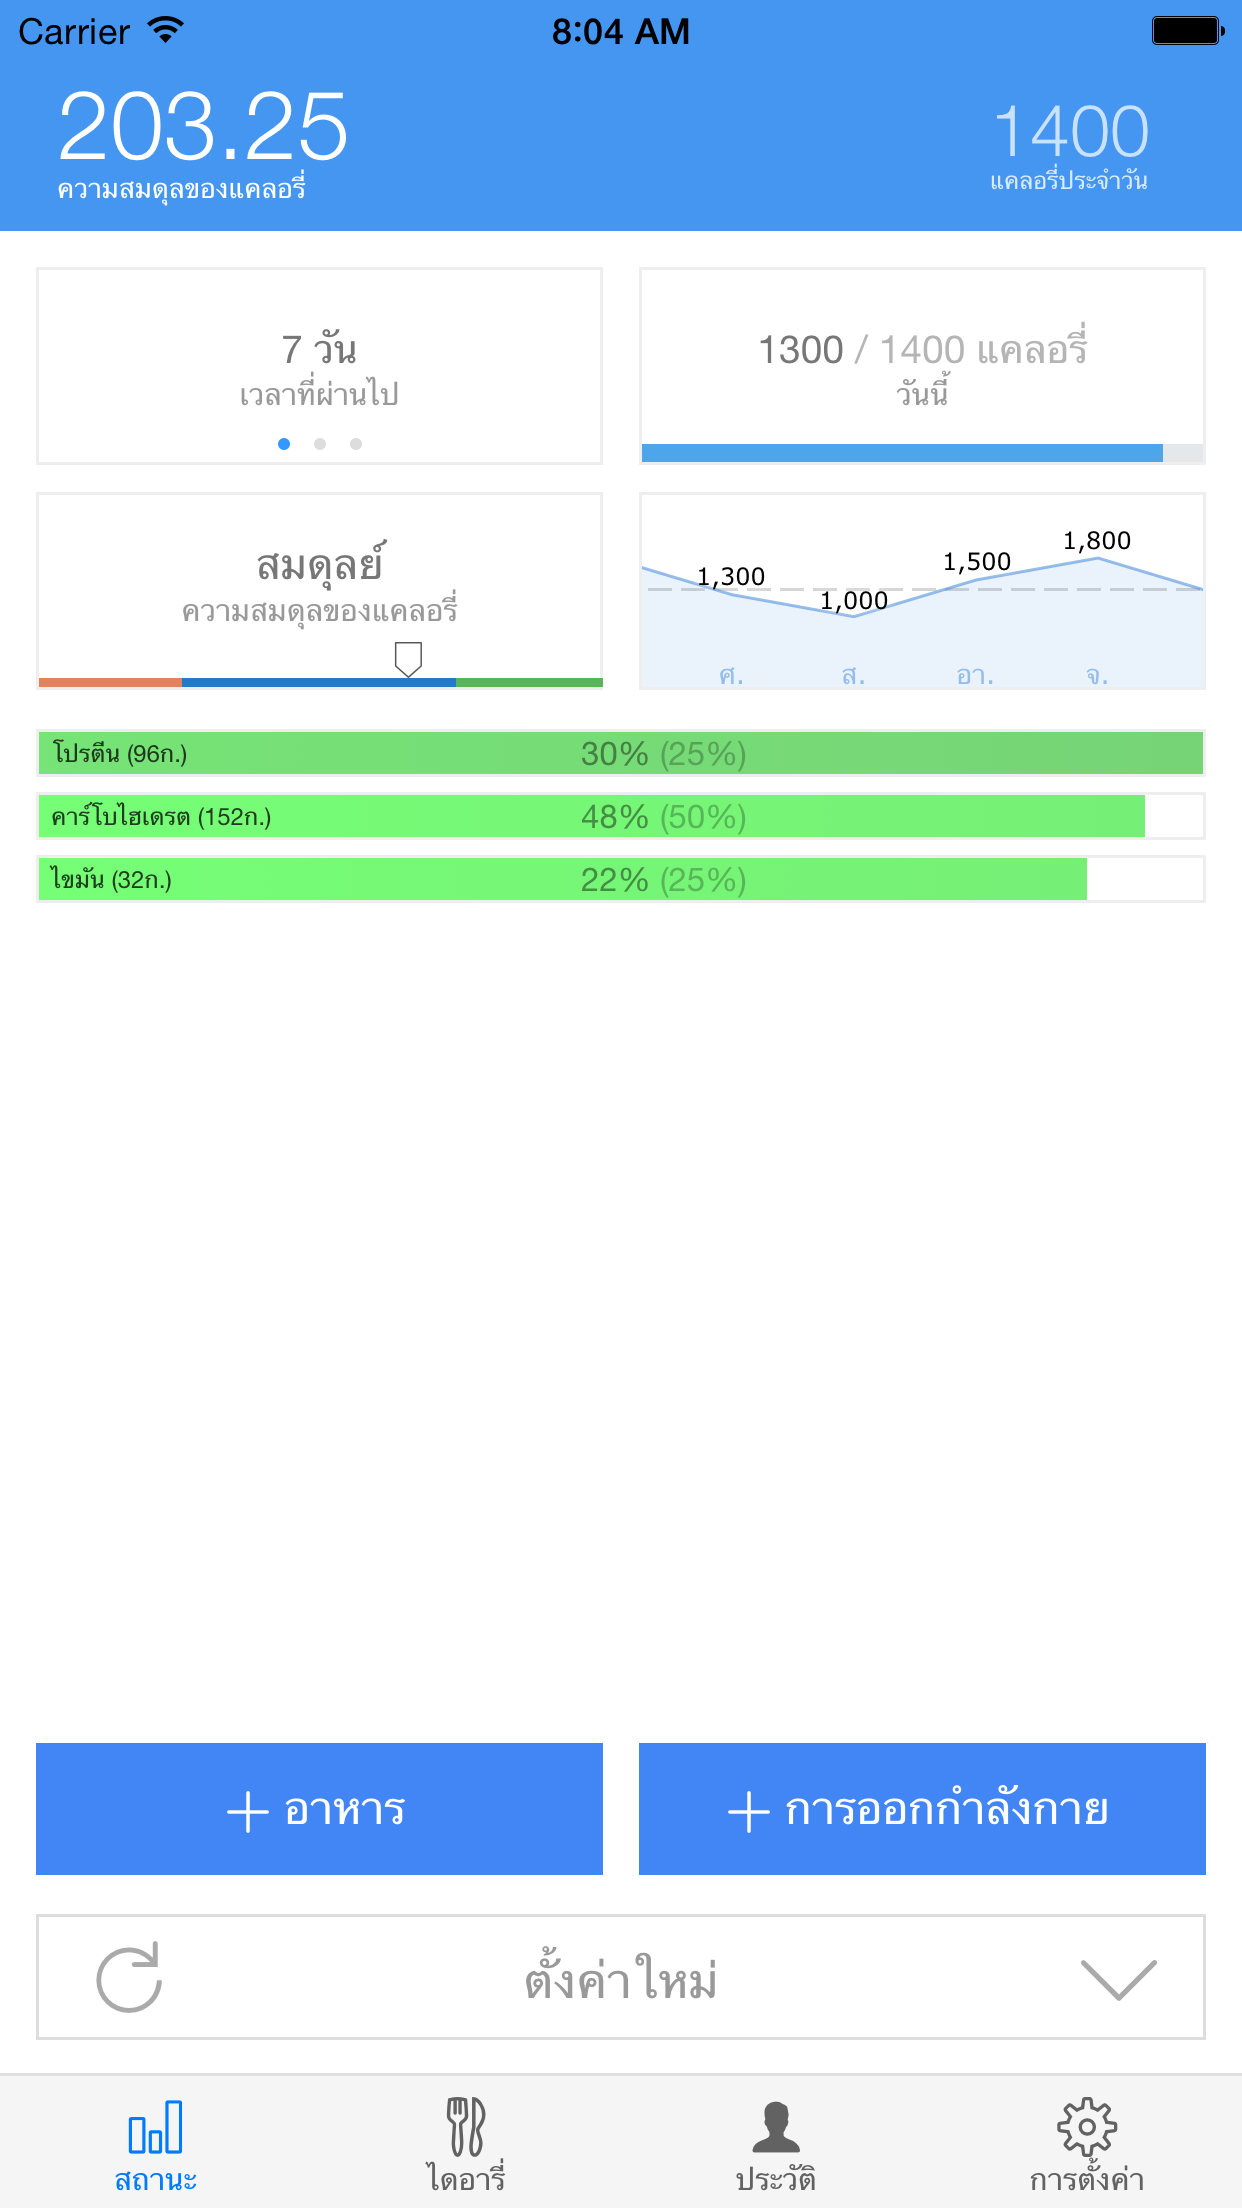 Carrier 8:04 AM
203.25
ความสมดุลของแคลอรี่
1400
แคลอรี่ประจำวัน
7 วัน
เวลาที่ผ่านไป
1300 / 1400 แคลอรี่
วันนี้
สมดุลย์
ความสมดุลของแคลอรี่
1,300
1,000
1,500
1,800
ศ.
ส.
อา.
จ.
โปรตีน (96ก.) 30% (25%)
คาร์โบไฮเดรต (152ก.) 48% (50%)
ไขมัน (32ก.) 22% (25%)
อาหาร
การออกกำลังกาย
ตั้งค่าใหม่
สถานะ
ไดอารี่
ประวัติ
การตั้งค่า